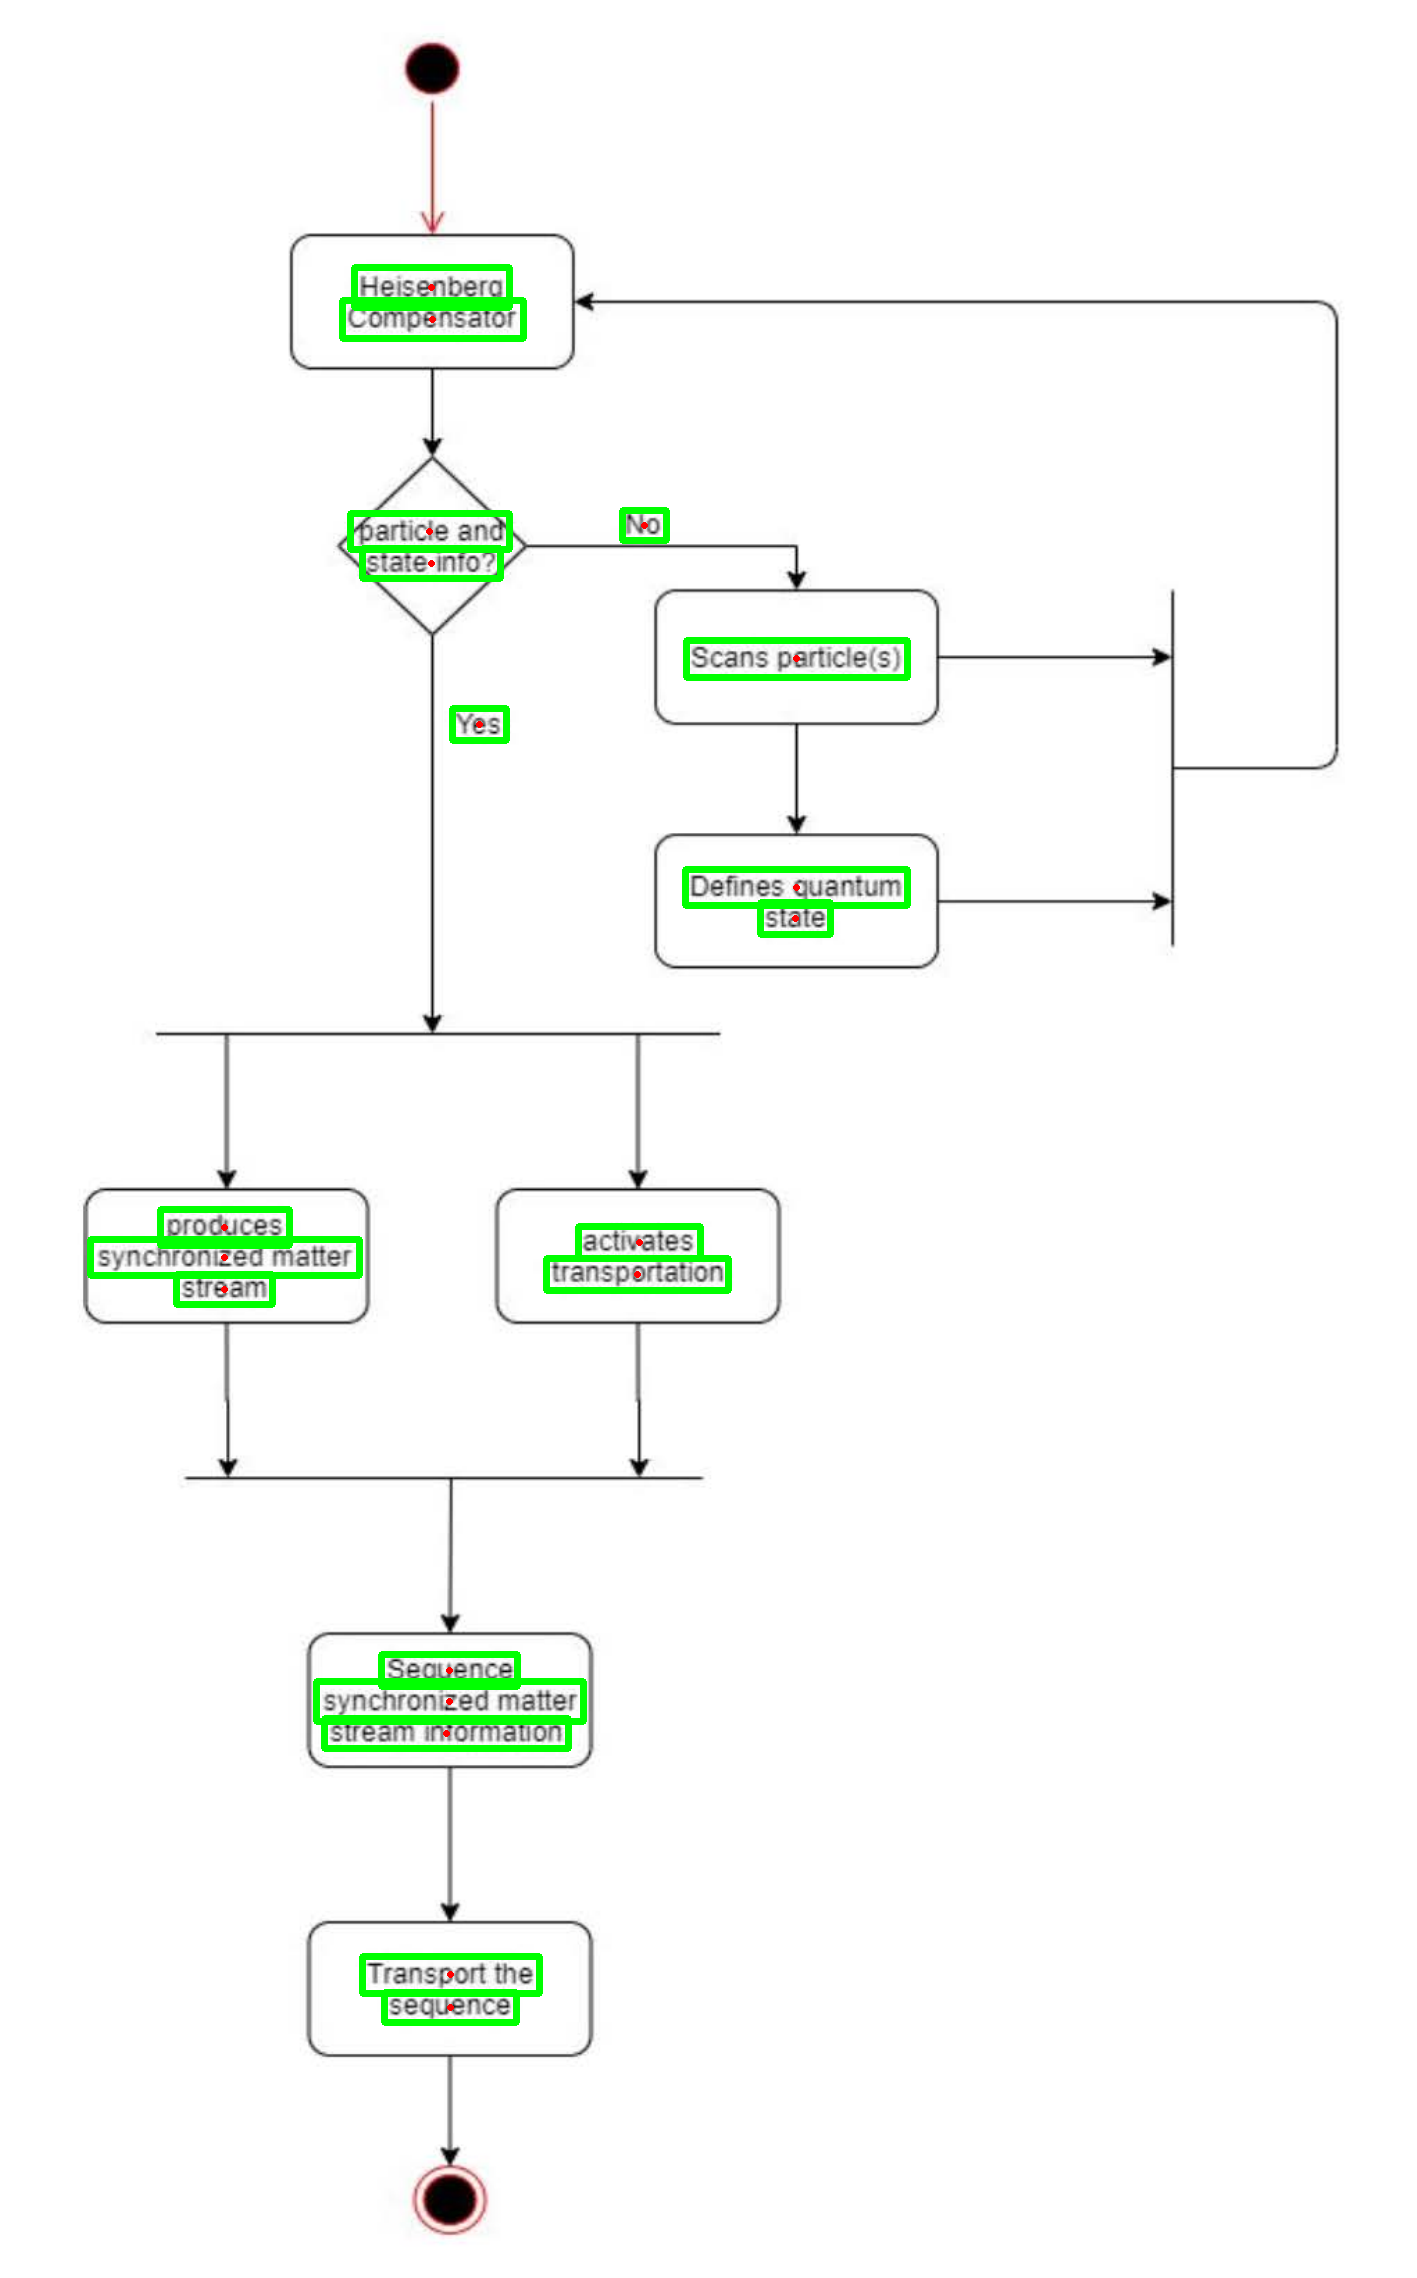 Heisenberg
Compensator
particle and
state info?
No
Scans particle(s)
Yes
Defines quantum
state
produces
synchronized matter
stream
activates
transportation
Sequence
synchronized matter
stream information
Transport the
sequence